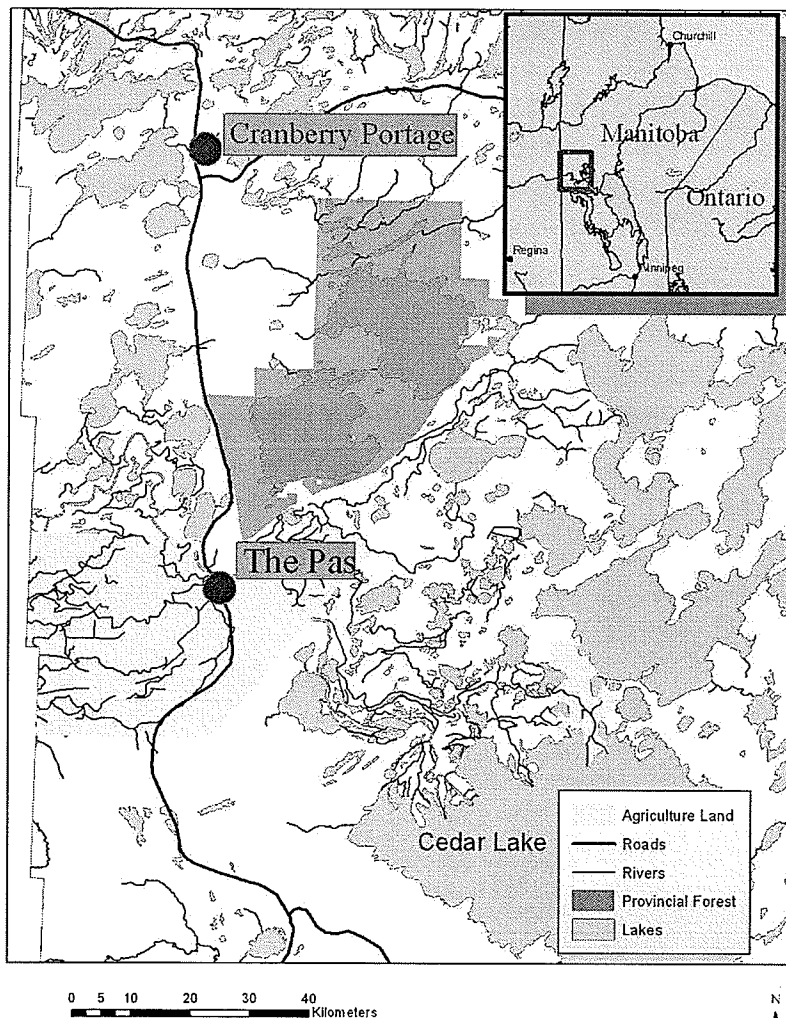 Churchill
Manitoba
Ontario
Regina
Winnipeg
Cranberry Portage
The Pas
Cedar Lake
Agriculture Land
Roads
Rivers
Provincial Forest
Lakes
0 5 10 20 30 40
Kilometers
N